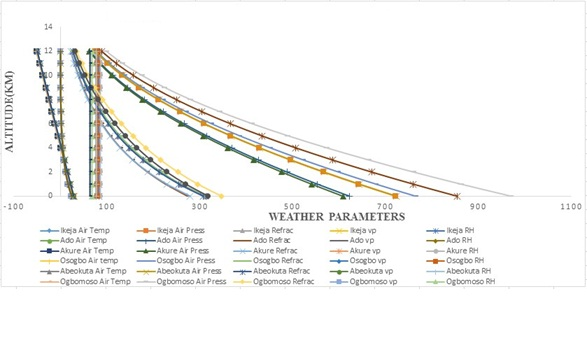 14
12
10
8
6
4
2
0
ALTITUDE(KM)
-100 100 300 500 700 900 1100
WEATHER PARAMETERS
Ikeja Air Temp Ikeja Air Press Ikeja Refrac Ikeja vp Ikeja RH
Ado Air Temp Ado Air Press Ado Refrac Ado vp Ado RH
Akure Air Temp Akure Air Press Akure Refrac Akure vp Akure RH
Osogbo Air temp Osogbo Air Press Osogbo Refrac Osogbo vp Osogbo RH
Abeokuta Air Temp Abeokuta Air Press Abeokuta Refrac Abeokuta vp Abeokuta RH
Ogbomoso Air Temp Ogbomoso Air Press Ogbomoso Refrac Ogbomoso vp Ogbomoso RH